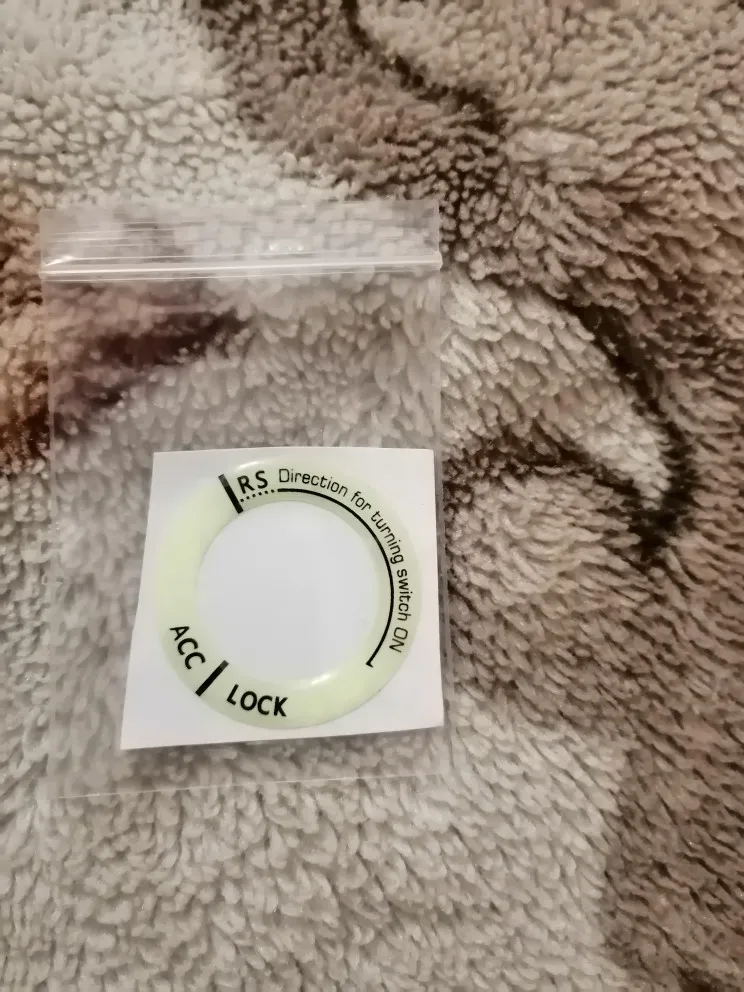 RS Direction for turning switch ON
ACC
LOCK